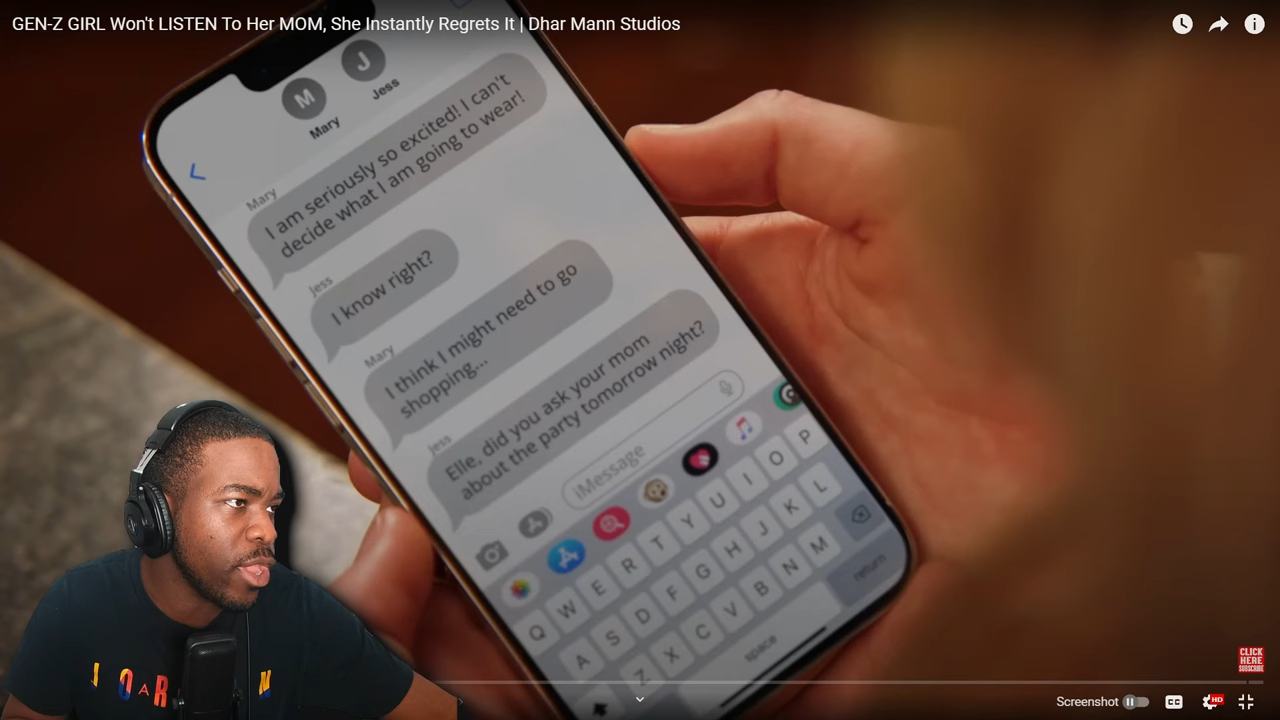 GEN-Z GIRL Won't LISTEN To Her MOM, She Instantly Regrets It | Dhar Mann Studios
M
J
Mary
Jess
Mary
I am seriously so excited! I can't
decide what I am going to wear!
Jess
I know right?
Mary
I think I might need to go
shopping...
Jess
Elle, did you ask your mom
about the party tomorrow night?
iMessage
Q W E R T Y U I O P
A S D F G H J K L
Z X C V B N M
space
return
CLICK
HERE
SUBSCRIBE
Screenshot
CC
HD